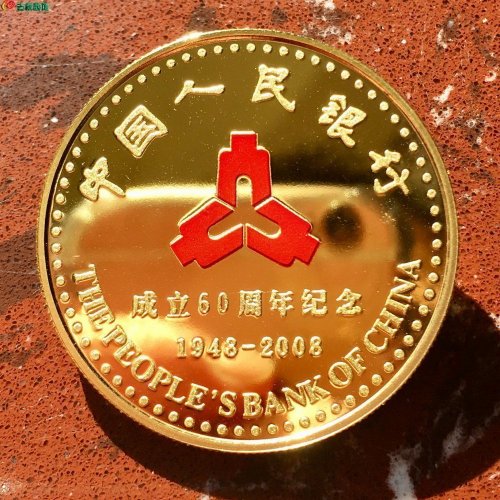 中国人民银行
成立60周年纪念
1948-2008
THE PEOPLE'S BANK OF CHINA